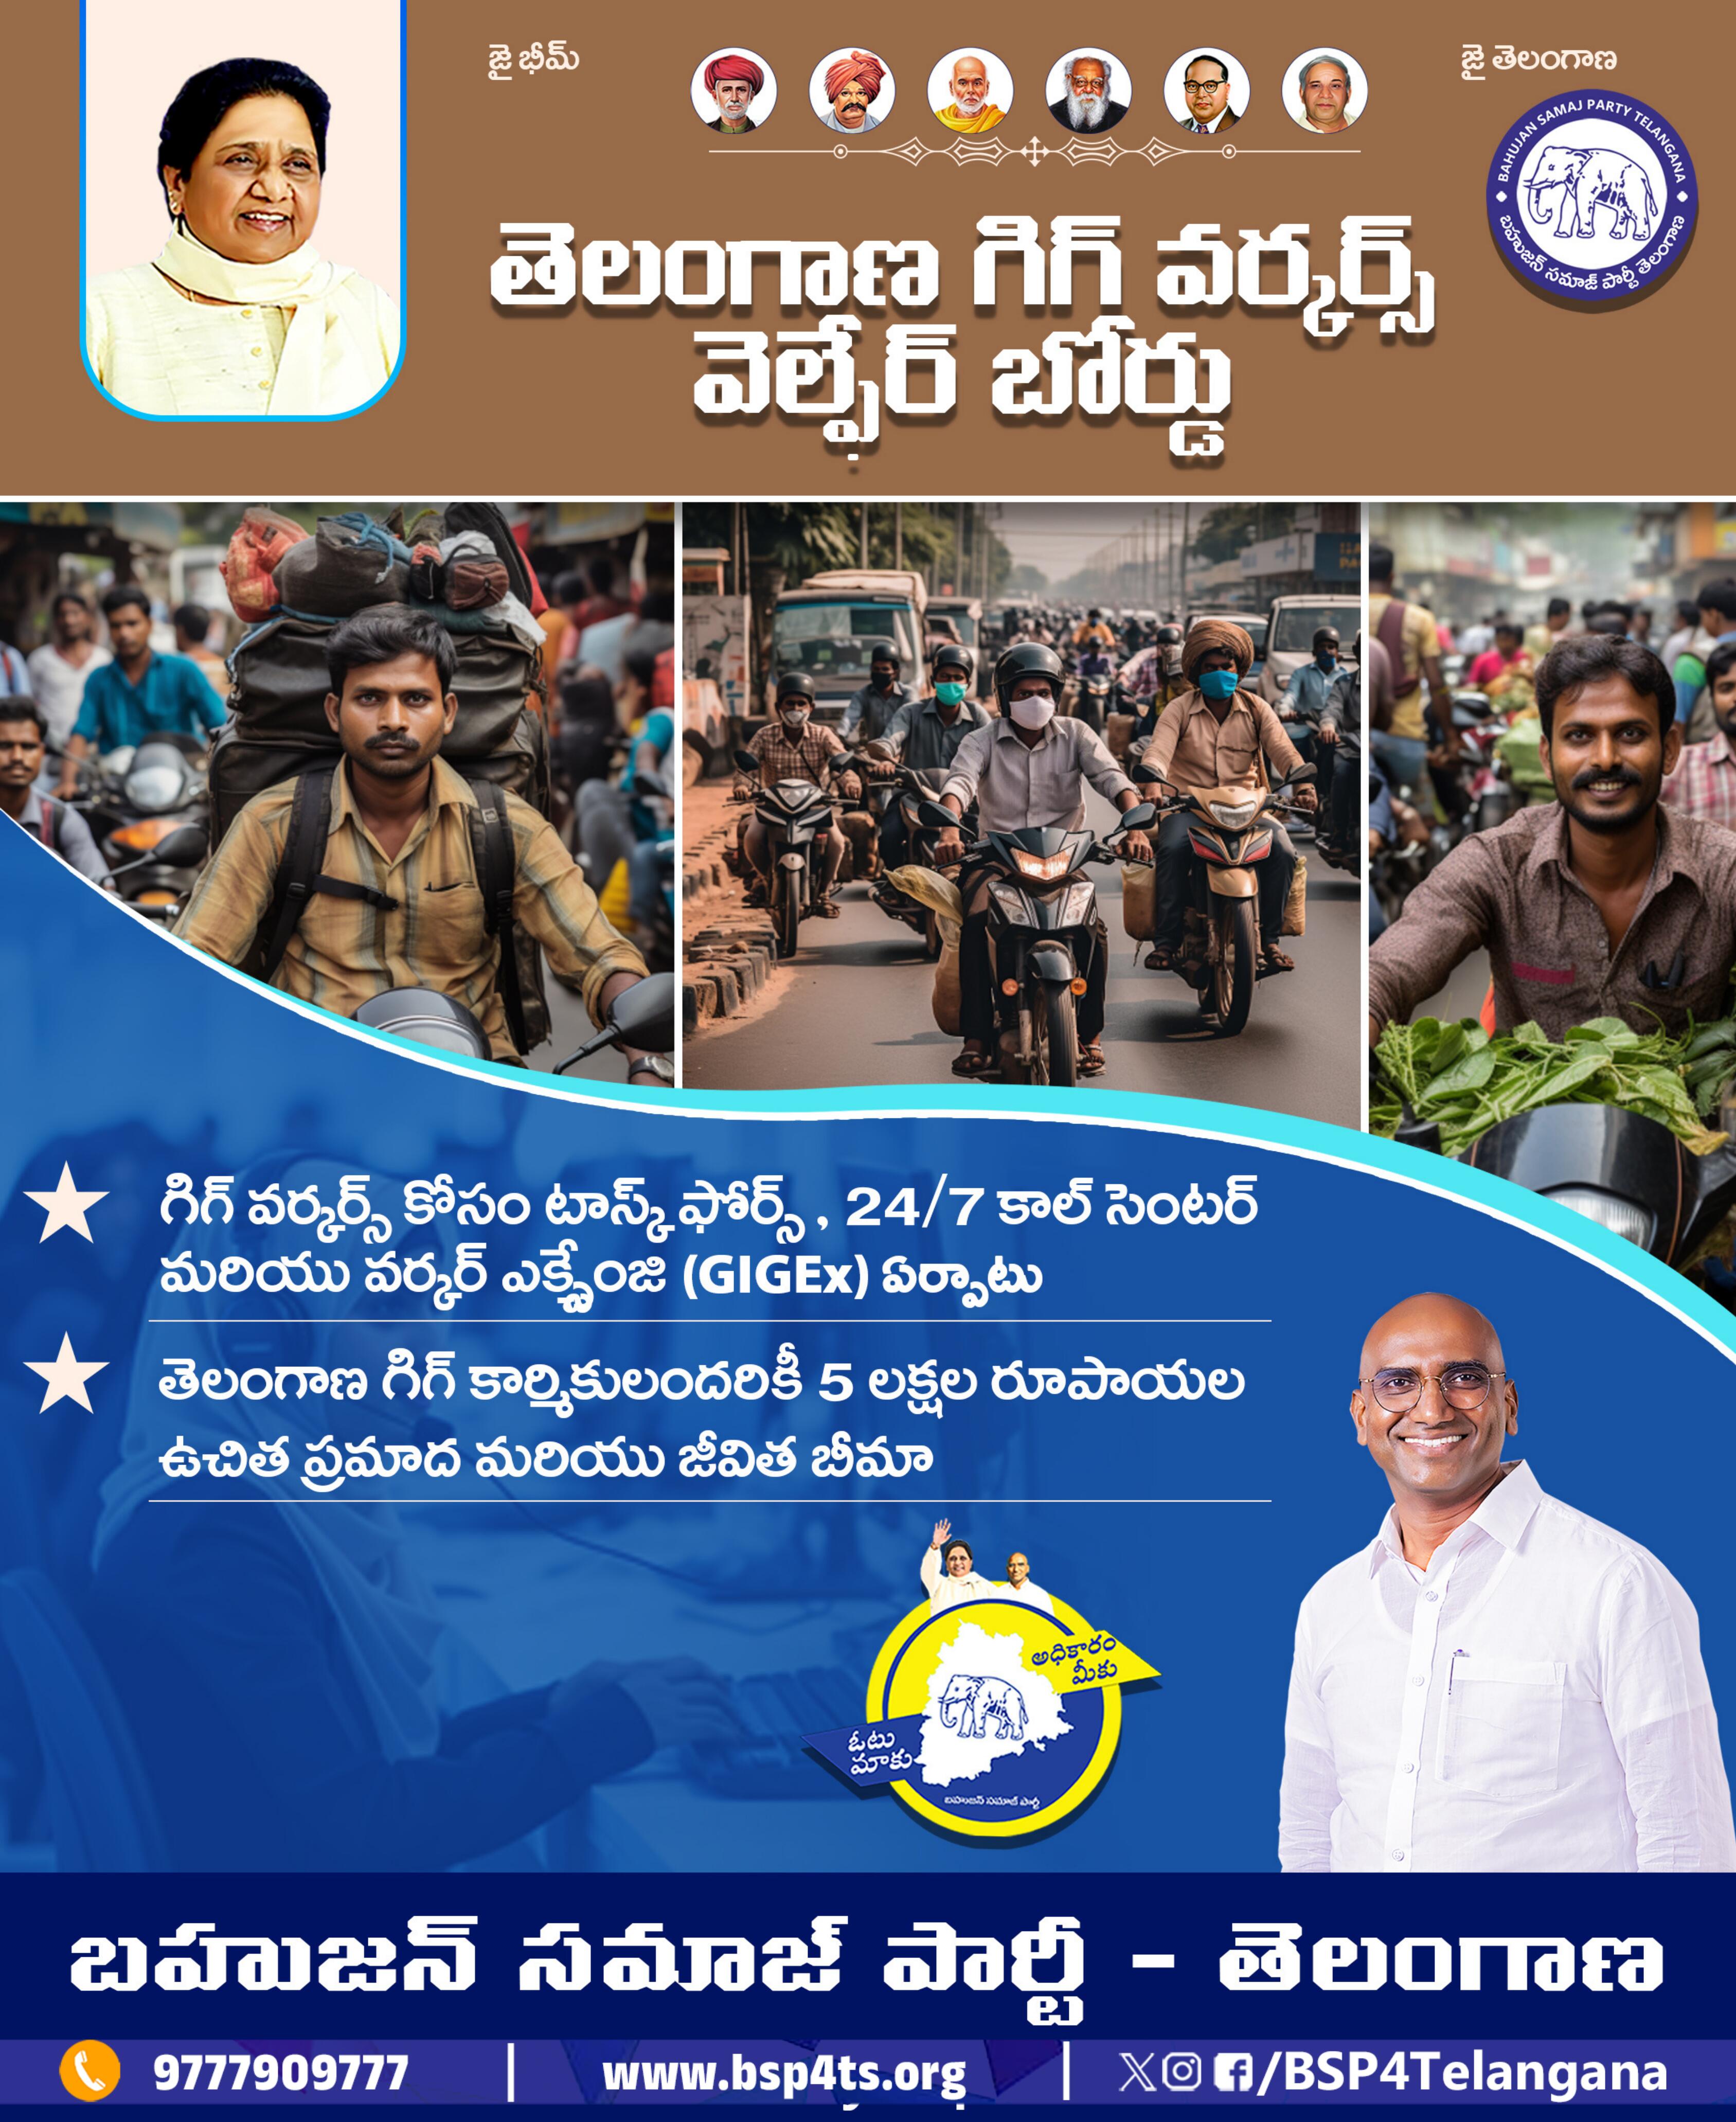 జై భీమ్
జై తెలంగాణ
BAHUJAN SAMAJ PARTY TELANGANA
బహుజన్ సమాజ్ పార్టీ తెలంగాణ
తెలంగాణ గిగ్ వర్కర్స్
వెల్ఫేర్ బోర్డు
గిగ్ వర్కర్స్ కోసం టాస్క్ ఫోర్స్ , 24/7 కాల్ సెంటర్
మరియు వర్కర్ ఎక్స్ఛేంజి (GIGEx) ఏర్పాటు
తెలంగాణ గిగ్ కార్మికులందరికీ 5 లక్షల రూపాయల
ఉచిత ప్రమాద మరియు జీవిత బీమా
అధికారం
మీకు
ఓటు
మాకు
బహుజన్ సమాజ్ పార్టీ
బహుజన్ సమాజ్ పార్టీ - తెలంగాణ
9777909777 | www.bsp4ts.org | /BSP4Telangana